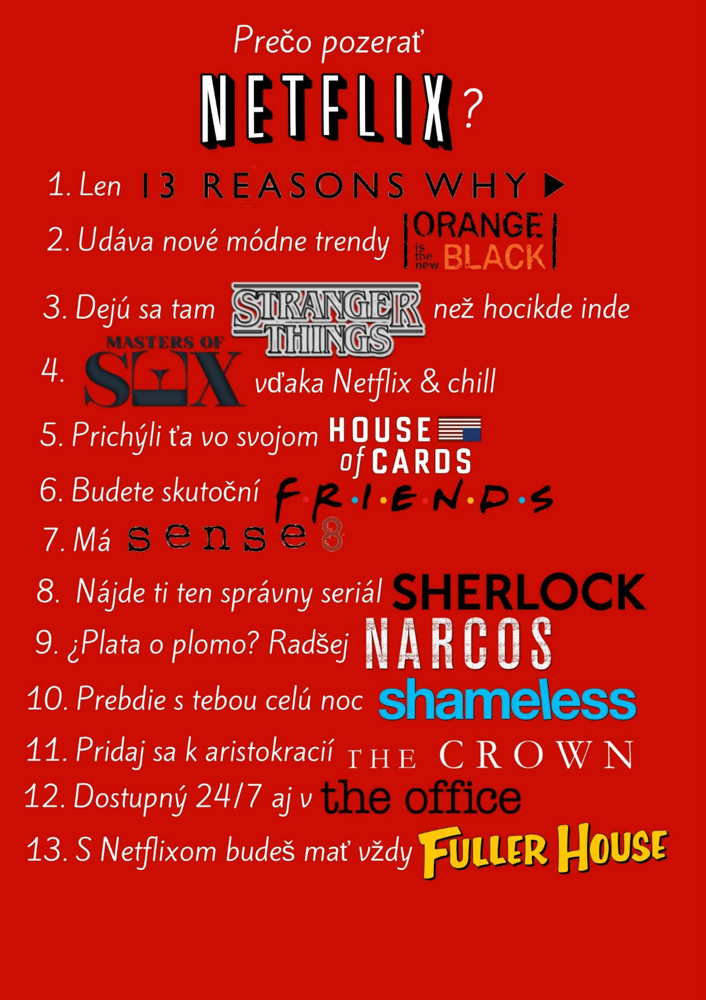 Prečo pozerať
NETFLIX?
1. Len 13 REASONS WHY
2. Udáva nové módne trendy ORANGE is the new BLACK
3. Dejú sa tam STRANGER THINGS než hocikde inde
4. MASTERS OF SEX vďaka Netflix & chill
5. Prichýli ťa vo svojom HOUSE of CARDS
6. Budete skutoční F·R·I·E·N·D·S
7. Má sense8
8. Nájde ti ten správny seriál SHERLOCK
9. ¿Plata o plomo? Radšej NARCOS
10. Prebdie s tebou celú noc shameless
11. Pridaj sa k aristokracií THE CROWN
12. Dostupný 24/7 aj v the office
13. S Netflixom budeš mať vždy FULLER HOUSE